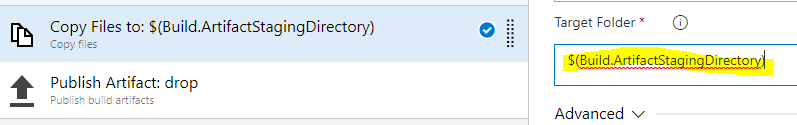 Copy Files to: $(Build.ArtifactStagingDirectory)
Copy files
Publish Artifact: drop
Publish build artifacts
Target Folder *
$(Build.ArtifactStagingDirectory)
Advanced